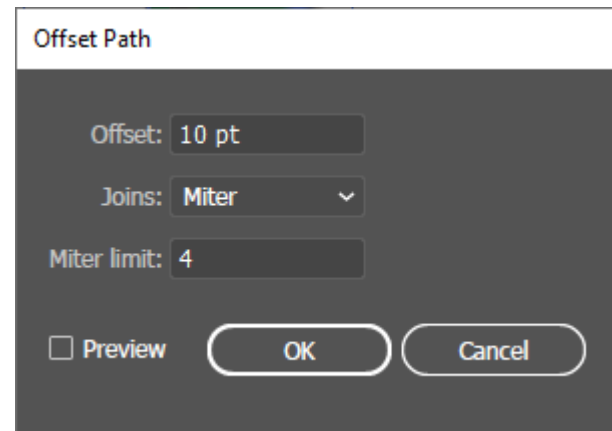 Offset Path
Offset: 10 pt
Joins: Miter
Miter limit: 4
Preview OK Cancel